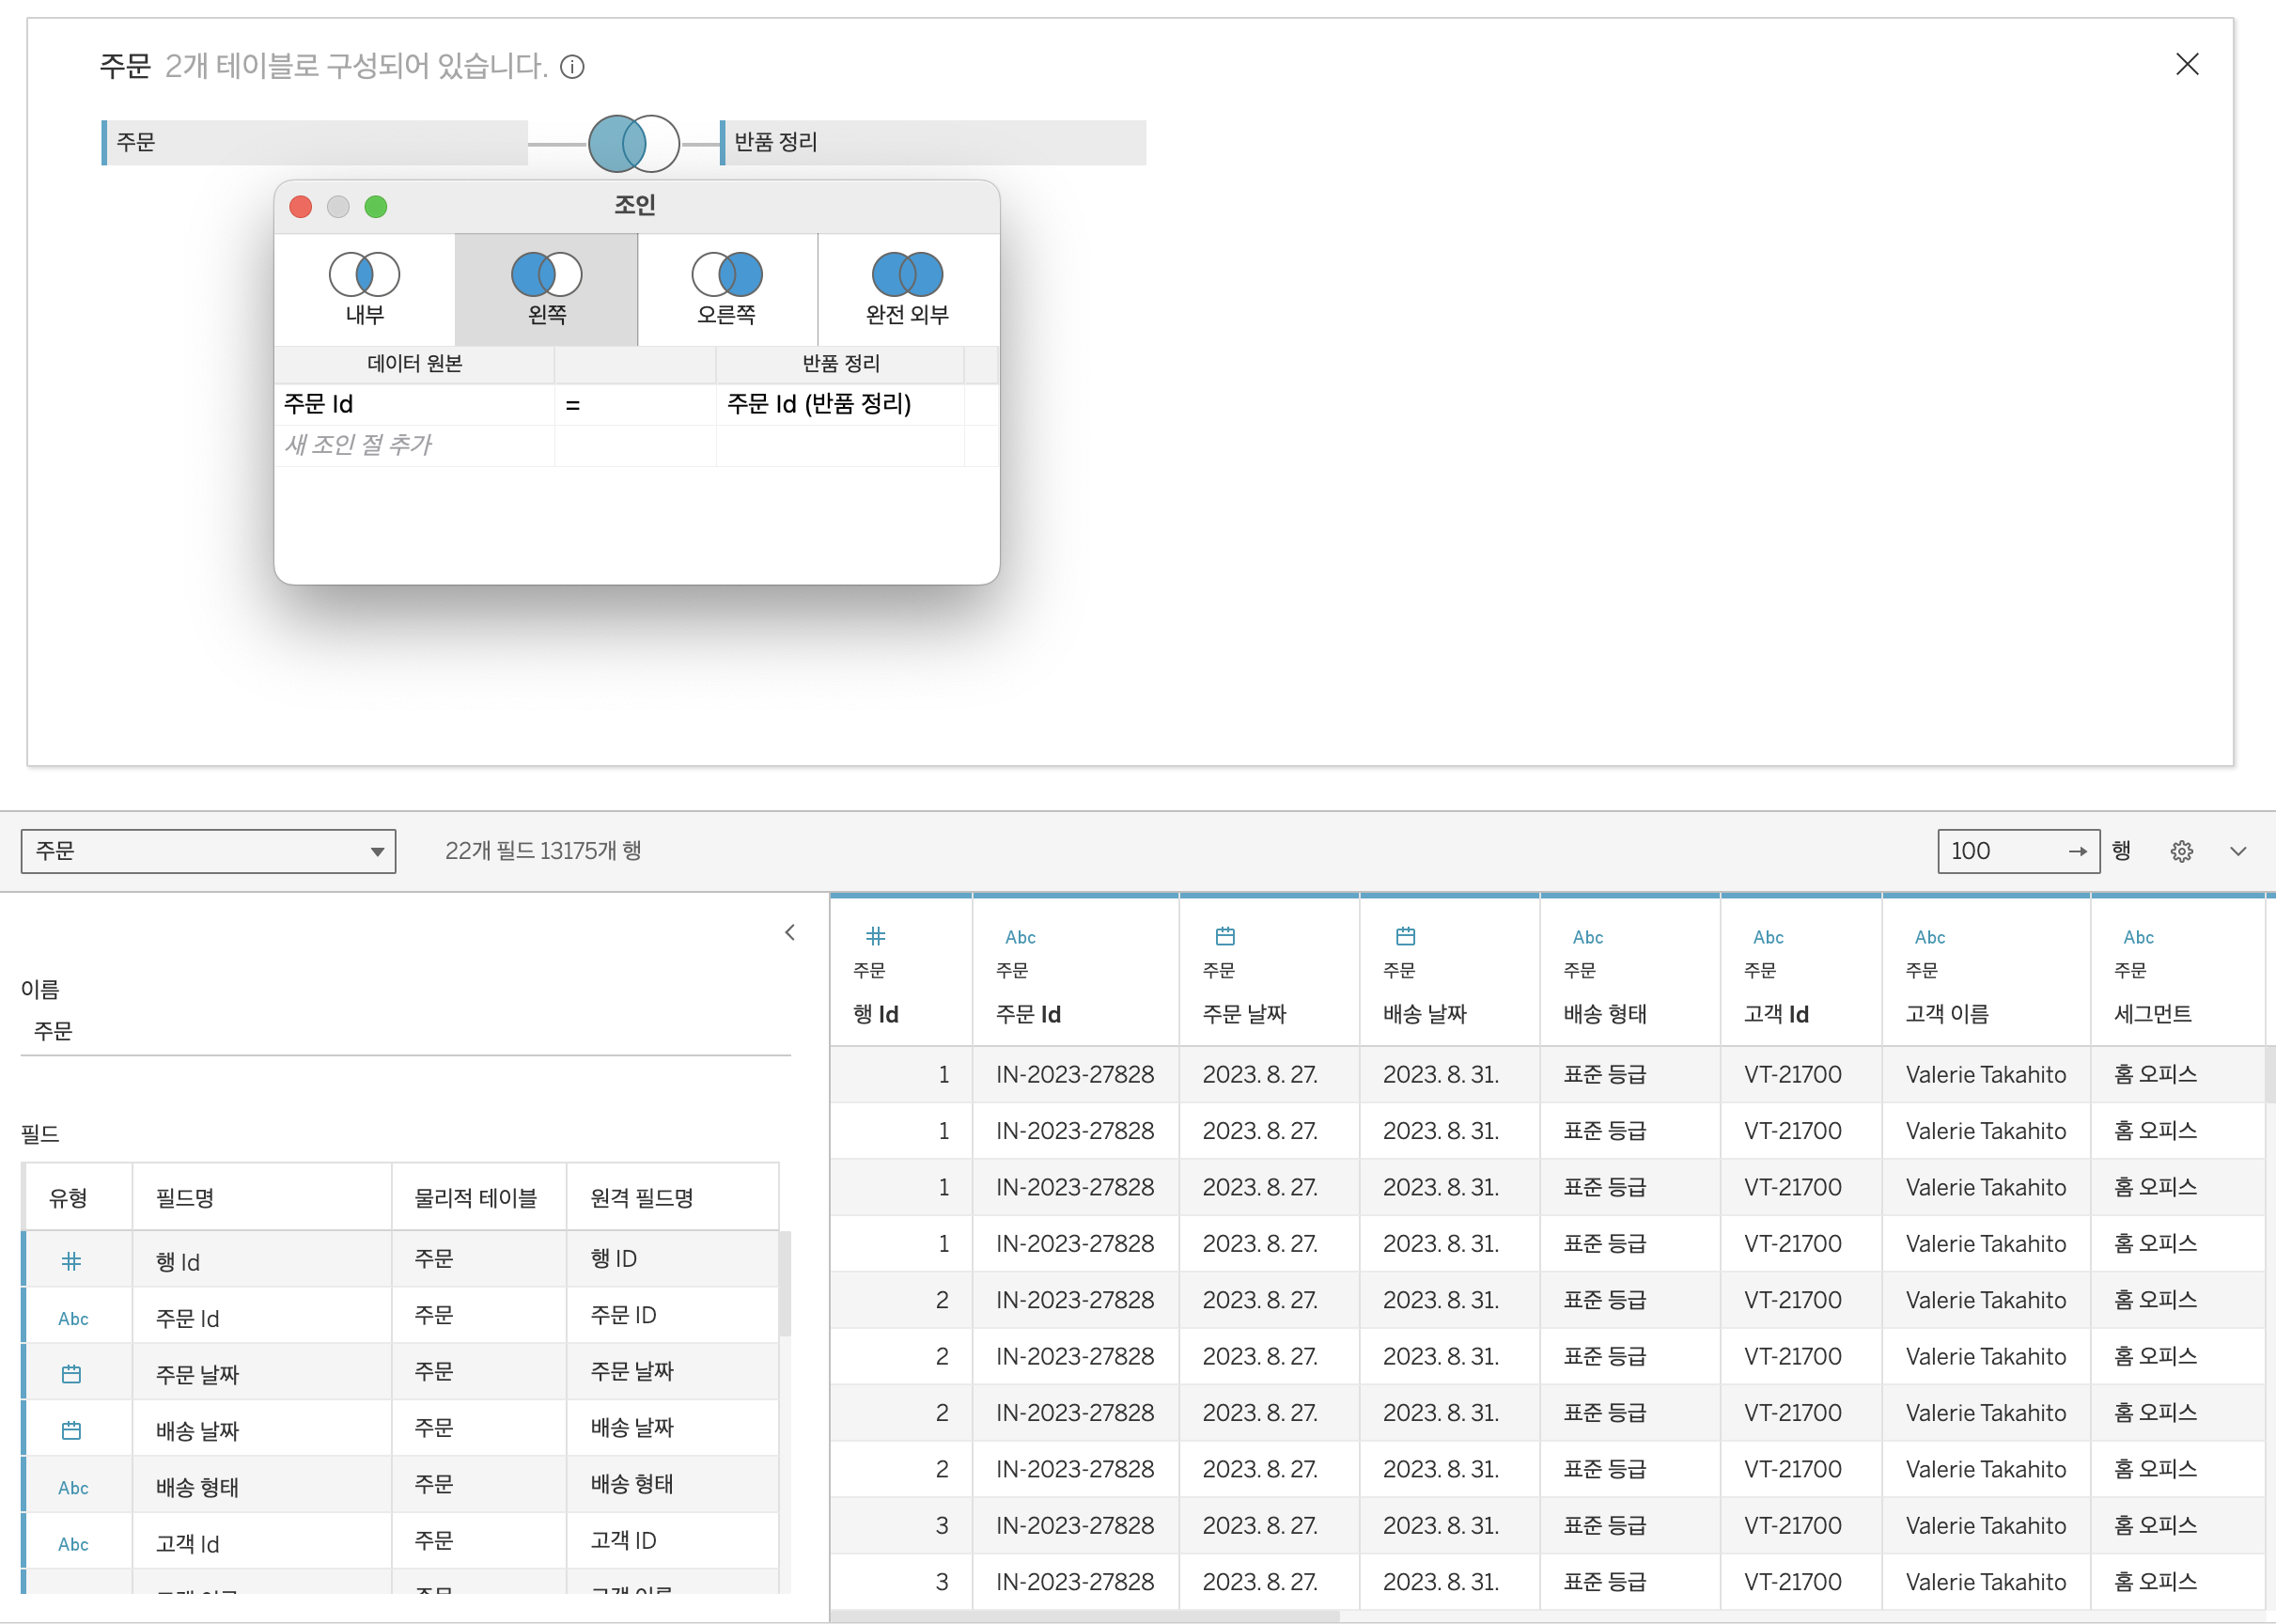 주문 2개 테이블로 구성되어 있습니다.
주문 반품 정리
조인
내부 왼쪽 오른쪽 완전 외부
데이터 원본 반품 정리
주문 Id = 주문 Id (반품 정리)
새 조인 절 추가
주문 22개 필드 13175개 행 100 → 행
이름
주문
필드
유형 필드명 물리적 테이블 원격 필드명
행 Id 주문 행 ID
Abc 주문 Id 주문 주문 ID
주문 날짜 주문 주문 날짜
배송 날짜 주문 배송 날짜
Abc 배송 형태 주문 배송 형태
Abc 고객 Id 주문 고객 ID
# Abc Abc Abc Abc Abc
주문 주문 주문 주문 주문 주문 주문 주문
행 Id 주문 Id 주문 날짜 배송 날짜 배송 형태 고객 Id 고객 이름 세그먼트
1 IN-2023-27828 2023. 8. 27. 2023. 8. 31. 표준 등급 VT-21700 Valerie Takahito 홈 오피스
1 IN-2023-27828 2023. 8. 27. 2023. 8. 31. 표준 등급 VT-21700 Valerie Takahito 홈 오피스
1 IN-2023-27828 2023. 8. 27. 2023. 8. 31. 표준 등급 VT-21700 Valerie Takahito 홈 오피스
1 IN-2023-27828 2023. 8. 27. 2023. 8. 31. 표준 등급 VT-21700 Valerie Takahito 홈 오피스
2 IN-2023-27828 2023. 8. 27. 2023. 8. 31. 표준 등급 VT-21700 Valerie Takahito 홈 오피스
2 IN-2023-27828 2023. 8. 27. 2023. 8. 31. 표준 등급 VT-21700 Valerie Takahito 홈 오피스
2 IN-2023-27828 2023. 8. 27. 2023. 8. 31. 표준 등급 VT-21700 Valerie Takahito 홈 오피스
2 IN-2023-27828 2023. 8. 27. 2023. 8. 31. 표준 등급 VT-21700 Valerie Takahito 홈 오피스
3 IN-2023-27828 2023. 8. 27. 2023. 8. 31. 표준 등급 VT-21700 Valerie Takahito 홈 오피스
3 IN-2023-27828 2023. 8. 27. 2023. 8. 31. 표준 등급 VT-21700 Valerie Takahito 홈 오피스